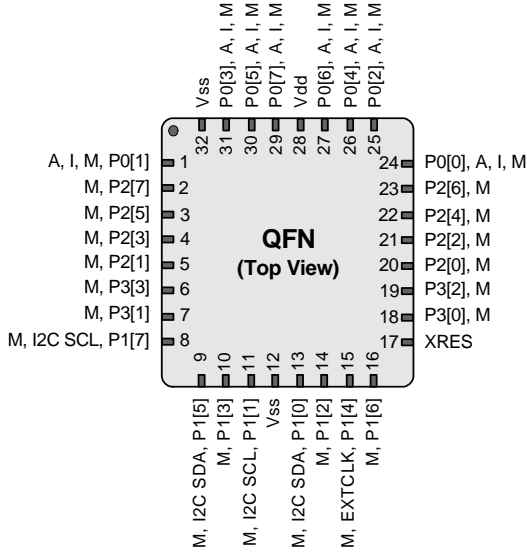 Vss
P0[3], A, I, M
P0[5], A, I, M
P0[7], A, I, M
Vdd
P0[6], A, I, M
P0[4], A, I, M
P0[2], A, I, M
32
31
30
29
28
27
26
25
A, I, M, P0[1] 1
M, P2[7] 2
M, P2[5] 3
M, P2[3] 4
M, P2[1] 5
M, P3[3] 6
M, P3[1] 7
M, I2C SCL, P1[7] 8
QFN
(Top View)
24 P0[0], A, I, M
23 P2[6], M
22 P2[4], M
21 P2[2], M
20 P2[0], M
19 P3[2], M
18 P3[0], M
17 XRES
9
10
11
12
13
14
15
16
M, I2C SDA, P1[5]
M, P1[3]
M, I2C SCL, P1[1]
Vss
M, I2C SDA, P1[0]
M, P1[2]
M, EXTCLK, P1[4]
M, P1[6]